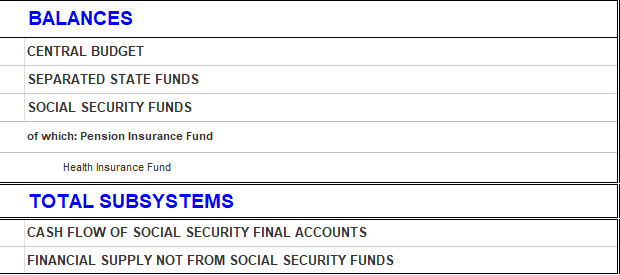 BALANCES
CENTRAL BUDGET
SEPARATED STATE FUNDS
SOCIAL SECURITY FUNDS
of which: Pension Insurance Fund
Health Insurance Fund
TOTAL SUBSYSTEMS
CASH FLOW OF SOCIAL SECURITY FINAL ACCOUNTS
FINANCIAL SUPPLY NOT FROM SOCIAL SECURITY FUNDS